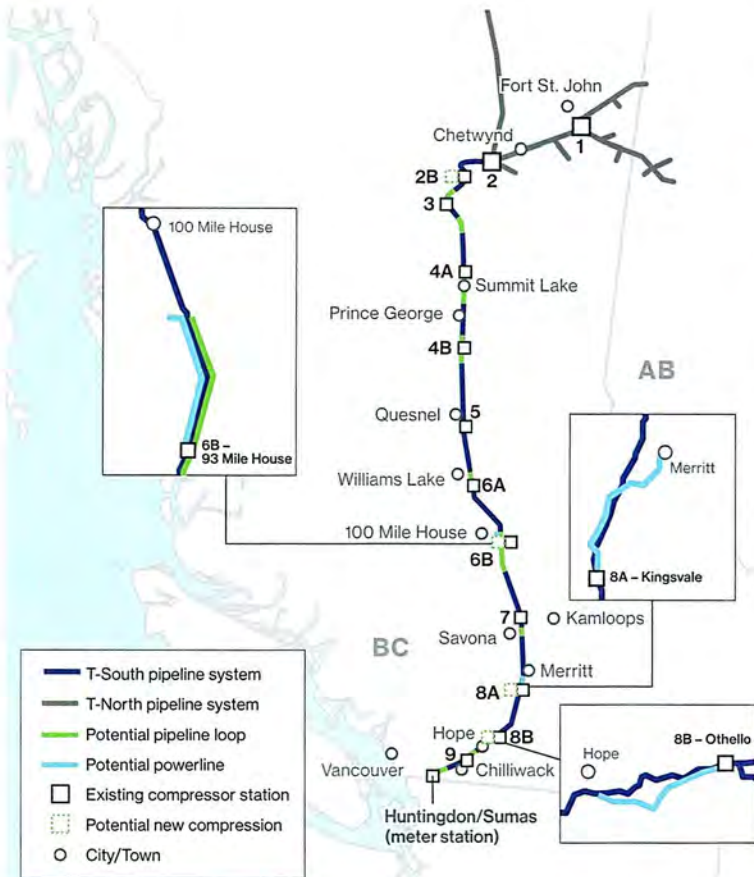 Fort St. John
Chetwynd
1
2
2B
3
4A
Summit Lake
Prince George
4B
AB
Quesnel
5
Williams Lake
6A
100 Mile House
6B
7
Kamloops
Savona
BC
Merritt
8A
Hope
8B
9
Vancouver
Chilliwack
Huntingdon/Sumas
(meter station)
100 Mile House
6B –
93 Mile House
Merritt
8A – Kingsvale
8B – Othello
Hope
T-South pipeline system
T-North pipeline system
Potential pipeline loop
Potential powerline
Existing compressor station
Potential new compression
City/Town